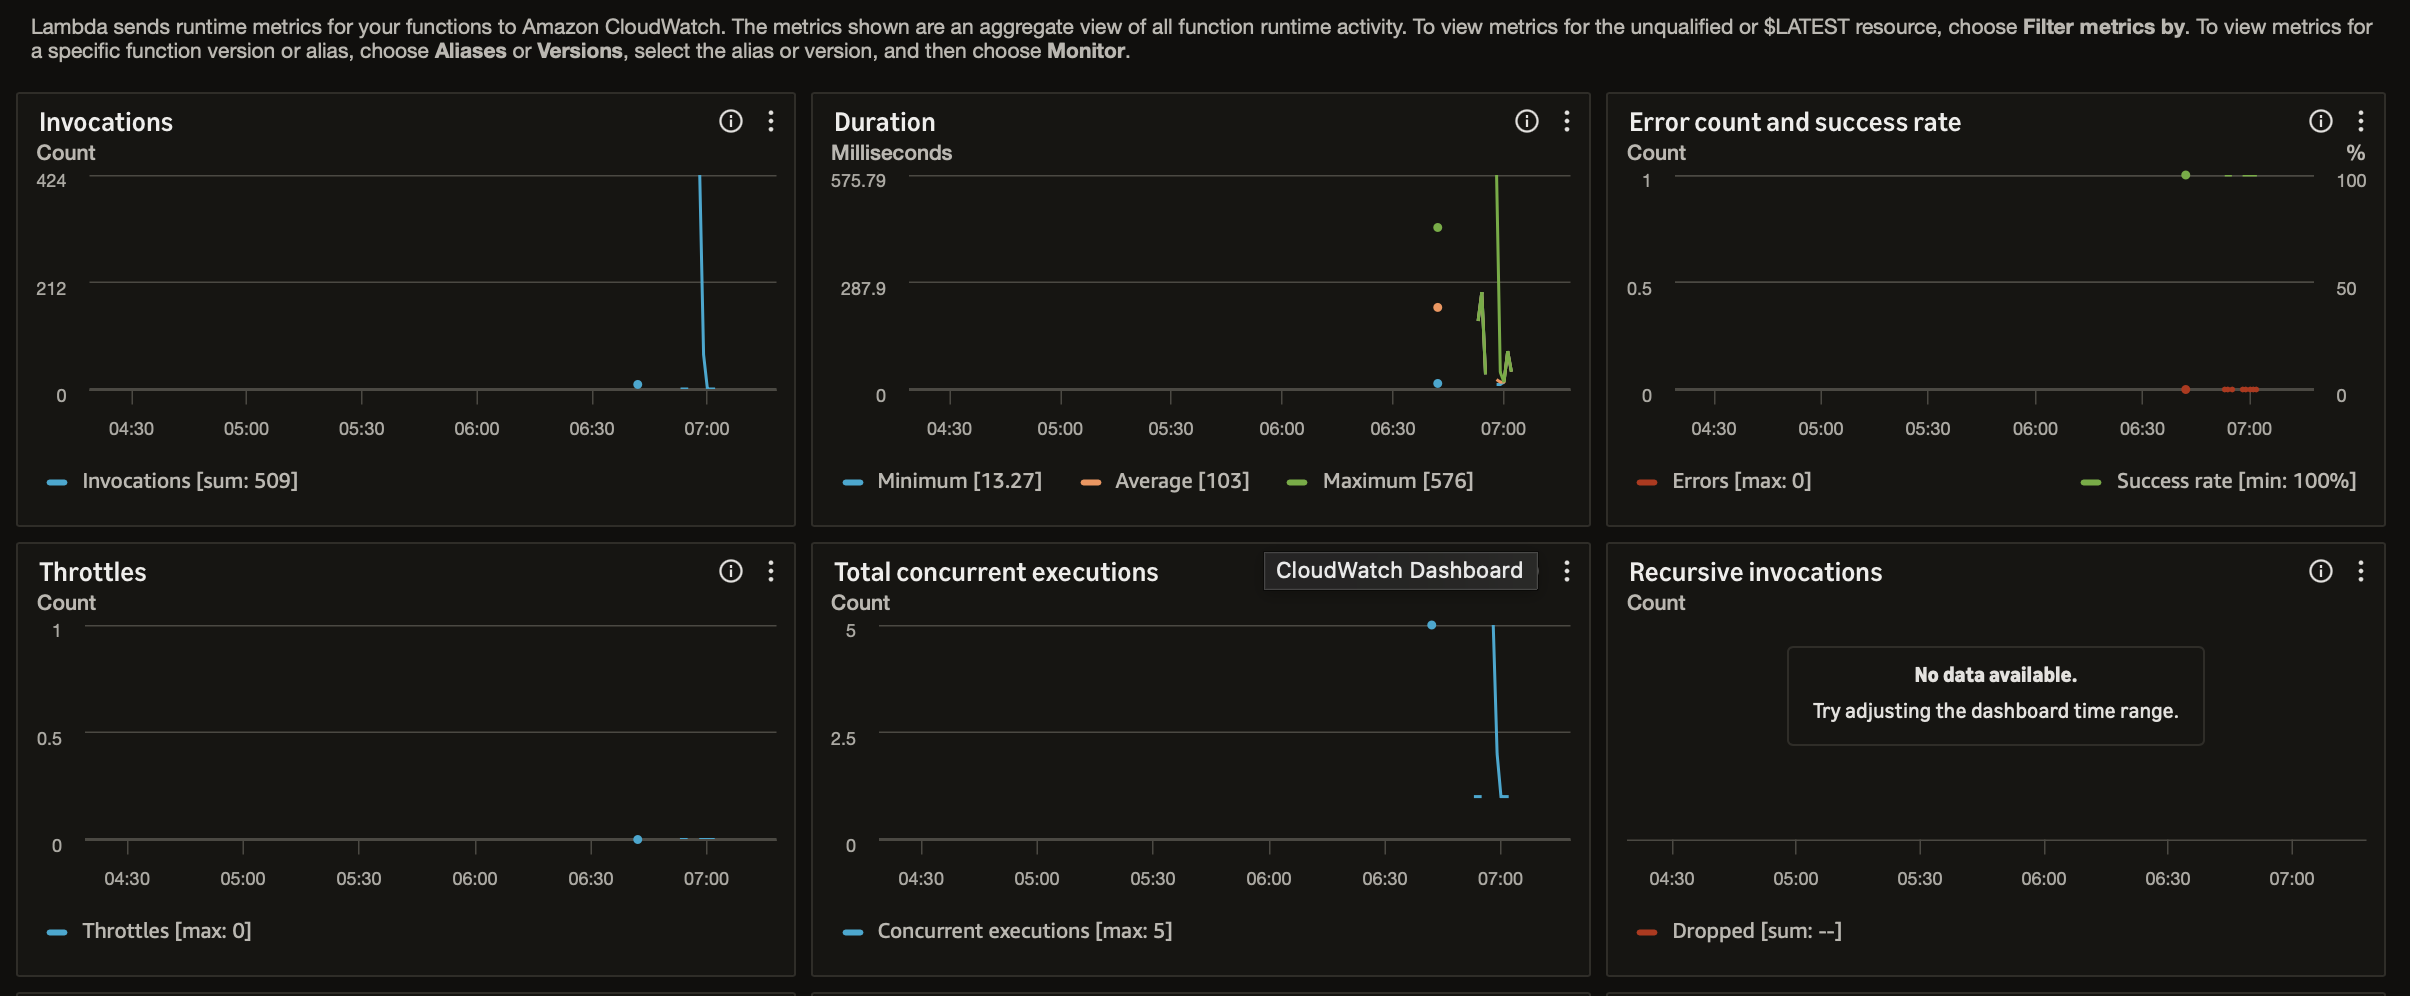 Lambda sends runtime metrics for your functions to Amazon CloudWatch. The metrics shown are an aggregate view of all function runtime activity. To view metrics for the unqualified or $LATEST resource, choose Filter metrics by. To view metrics for
a specific function version or alias, choose Aliases or Versions, select the alias or version, and then choose Monitor.
Invocations
Count
424
212
0
04:30 05:00 05:30 06:00 06:30 07:00
Invocations [sum: 509]
Duration
Milliseconds
575.79
287.9
0
04:30 05:00 05:30 06:00 06:30 07:00
Minimum [13.27] Average [103] Maximum [576]
Error count and success rate
Count %
1 100
0.5 50
0 0
04:30 05:00 05:30 06:00 06:30 07:00
Errors [max: 0] Success rate [min: 100%]
Throttles
Count
1
0.5
0
04:30 05:00 05:30 06:00 06:30 07:00
Throttles [max: 0]
Total concurrent executions
CloudWatch Dashboard
Count
5
2.5
0
04:30 05:00 05:30 06:00 06:30 07:00
Concurrent executions [max: 5]
Recursive invocations
Count
No data available.
Try adjusting the dashboard time range.
04:30 05:00 05:30 06:00 06:30 07:00
Dropped [sum: --]